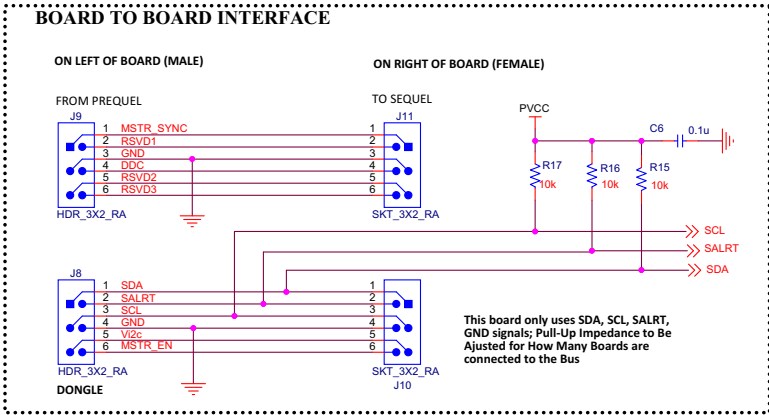 BOARD TO BOARD INTERFACE
ON LEFT OF BOARD (MALE)
ON RIGHT OF BOARD (FEMALE)
FROM PREQUEL
TO SEQUEL
J9
J11
1 MSTR_SYNC 1
2 RSVD1 2
3 GND 3
4 DDC 4
5 RSVD2 5
6 RSVD3 6
HDR_3X2_RA
SKT_3X2_RA
PVCC
C6
0.1u
R17
10k
R16
10k
R15
10k
SCL
SALRT
SDA
J8
1 SDA 1
2 SALRT 2
3 SCL 3
4 GND 4
5 Vi2c 5
6 MSTR_EN 6
HDR_3X2_RA
SKT_3X2_RA
DONGLE
J10
This board only uses SDA, SCL, SALRT,
GND signals; Pull-Up Impedance to Be
Ajusted for How Many Boards are
connected to the Bus